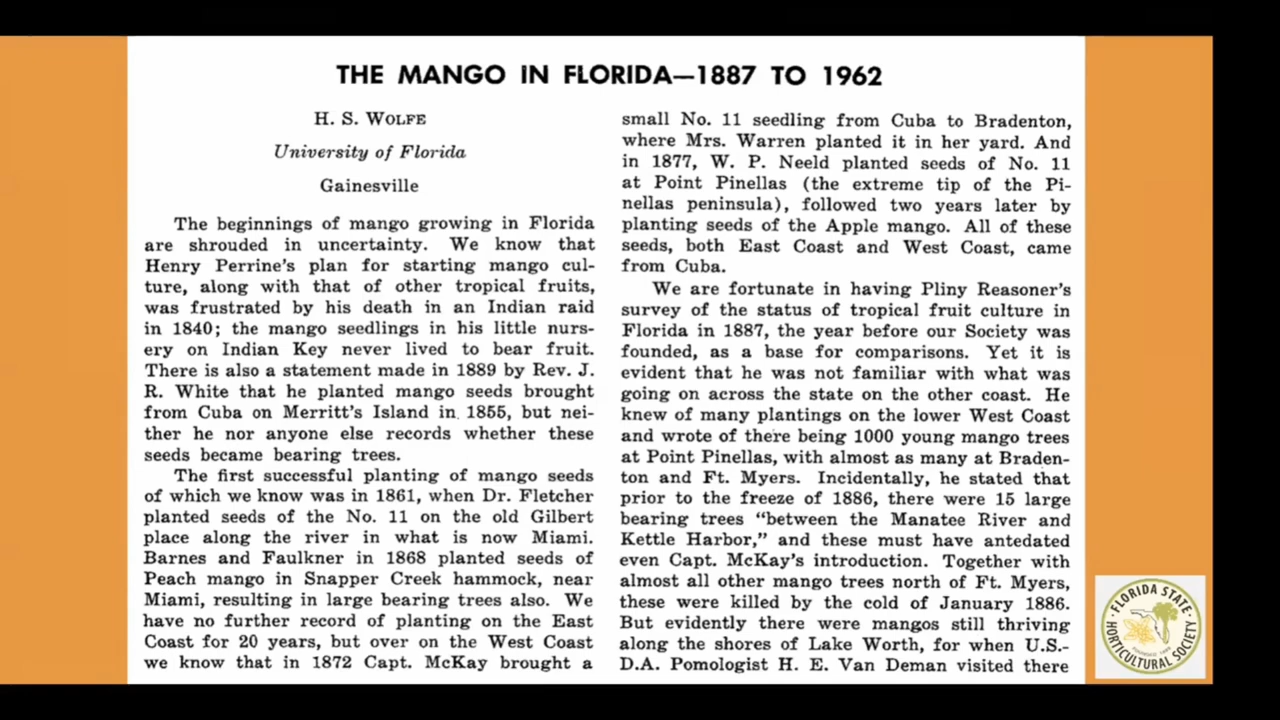 THE MANGO IN FLORIDA—1887 TO 1962
H. S. WOLFE
University of Florida
Gainesville
The beginnings of mango growing in Florida
are shrouded in uncertainty. We know that
Henry Perrine's plan for starting mango cul-
ture, along with that of other tropical fruits,
was frustrated by his death in an Indian raid
in 1840; the mango seedlings in his little nurs-
ery on Indian Key never lived to bear fruit.
There is also a statement made in 1889 by Rev. J.
R. White that he planted mango seeds brought
from Cuba on Merritt's Island in 1855, but nei-
ther he nor anyone else records whether these
seeds became bearing trees.
The first successful planting of mango seeds
of which we know was in 1861, when Dr. Fletcher
planted seeds of the No. 11 on the old Gilbert
place along the river in what is now Miami.
Barnes and Faulkner in 1868 planted seeds of
Peach mango in Snapper Creek hammock, near
Miami, resulting in large bearing trees also. We
have no further record of planting on the East
Coast for 20 years, but over on the West Coast
we know that in 1872 Capt. McKay brought a
small No. 11 seedling from Cuba to Bradenton,
where Mrs. Warren planted it in her yard. And
in 1877, W. P. Neeld planted seeds of No. 11
at Point Pinellas (the extreme tip of the Pi-
nellas peninsula), followed two years later by
planting seeds of the Apple mango. All of these
seeds, both East Coast and West Coast, came
from Cuba.
We are fortunate in having Pliny Reasoner's
survey of the status of tropical fruit culture in
Florida in 1887, the year before our Society was
founded, as a base for comparisons. Yet it is
evident that he was not familiar with what was
going on across the state on the other coast. He
knew of many plantings on the lower West Coast
and wrote of there being 1000 young mango trees
at Point Pinellas, with almost as many at Braden-
ton and Ft. Myers. Incidentally, he stated that
prior to the freeze of 1886, there were 15 large
bearing trees "between the Manatee River and
Kettle Harbor," and these must have antedated
even Capt. McKay's introduction. Together with
almost all other mango trees north of Ft. Myers,
these were killed by the cold of January 1886.
But evidently there were mangos still thriving
along the shores of Lake Worth, for when U.S.-
D.A. Pomologist H. E. Van Deman visited there
FLORIDA STATE
HORTICULTURAL SOCIETY